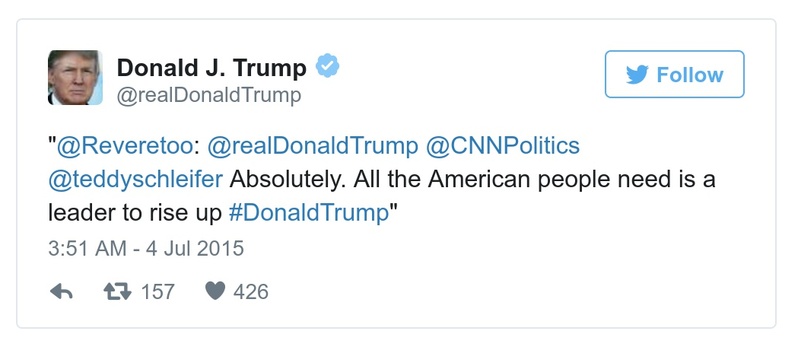 Donald J. Trump
@realDonaldTrump
Follow
"@Reveretoo: @realDonaldTrump @CNNPolitics
@teddyschleifer Absolutely. All the American people need is a
leader to rise up #DonaldTrump"
3:51 AM - 4 Jul 2015
157 426